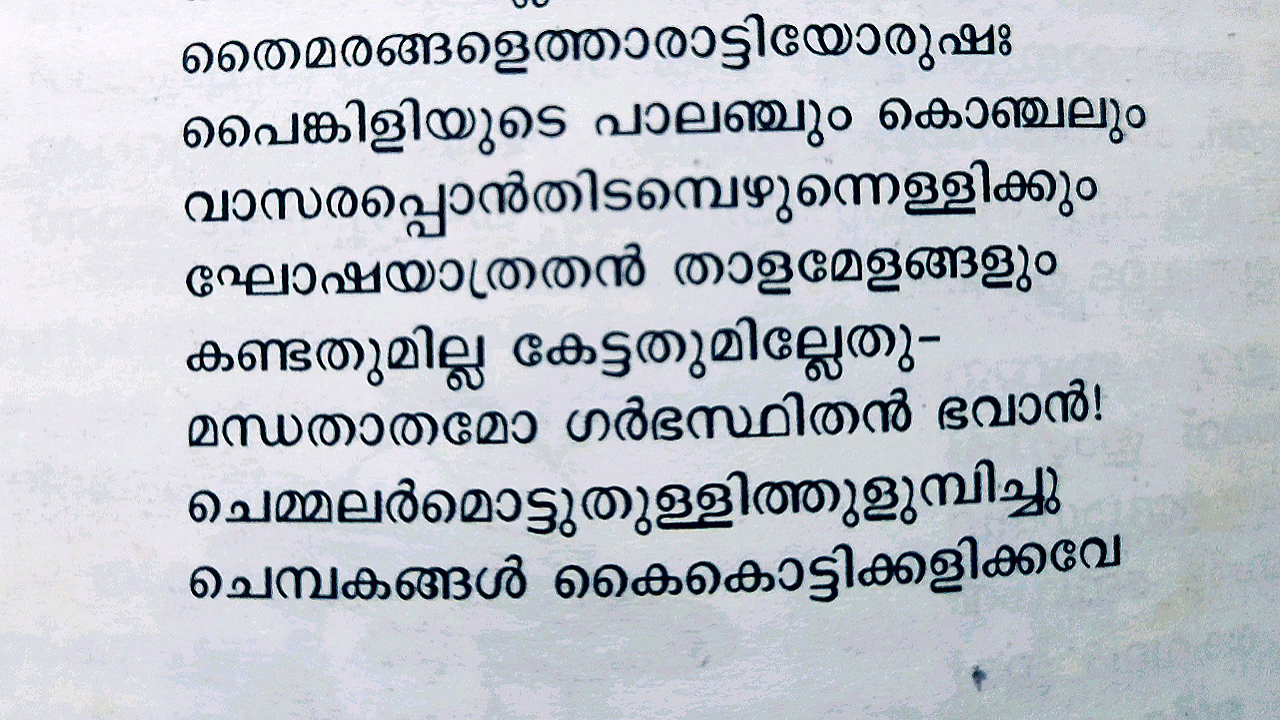 തൈമരങ്ങളെത്താരാട്ടിയോരുഷഃ
പൈങ്കിളിയുടെ പാലഞ്ചും കൊഞ്ചലും
വാസരപ്പൊൻതിടമ്പെഴുന്നെള്ളിക്കും
ഘോഷയാത്രതൻ താളമേളങ്ങളും
കണ്ടതുമില്ല കേട്ടതുമില്ലേതു-
മന്ധതാതമോ ഗർഭസ്ഥിതൻ ഭവാൻ!
ചെമ്മലർമൊട്ടുതുള്ളിത്തുളുമ്പിച്ചു
ചെമ്പകങ്ങൾ കൈകൊട്ടിക്കളിക്കവേ